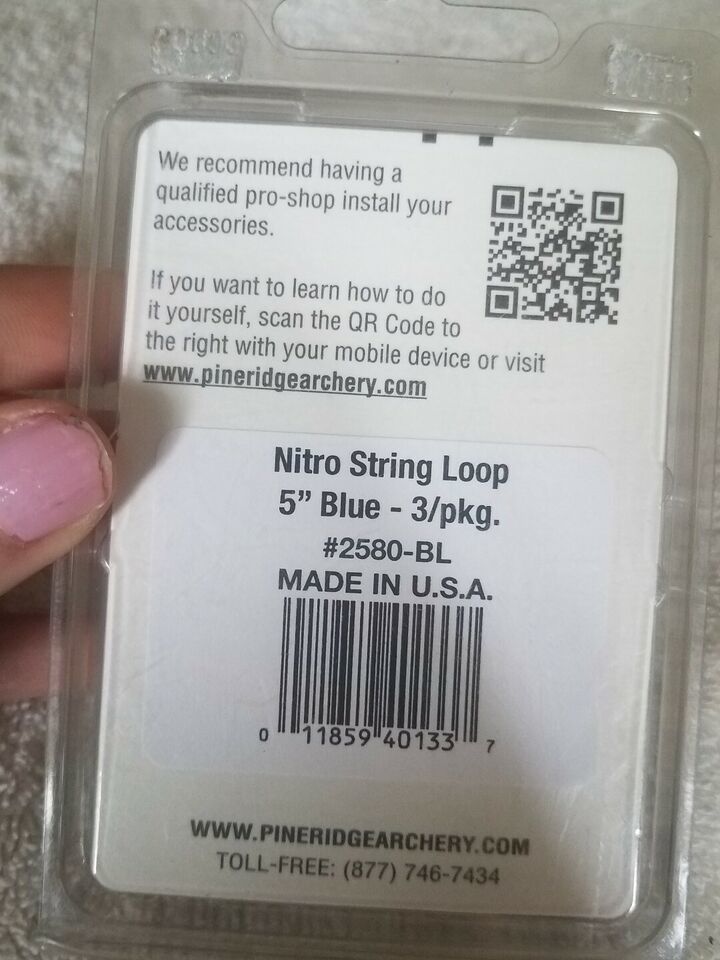 We recommend having a
qualified pro-shop install your
accessories.
If you want to learn how to do
it yourself, scan the QR Code to
the right with your mobile device or visit
www.pineridgearchery.com
Nitro String Loop
5” Blue - 3/pkg.
#2580-BL
MADE IN U.S.A.
0 11859 40133 7
WWW.PINERIDGEARCHERY.COM
TOLL-FREE: (877) 746-7434